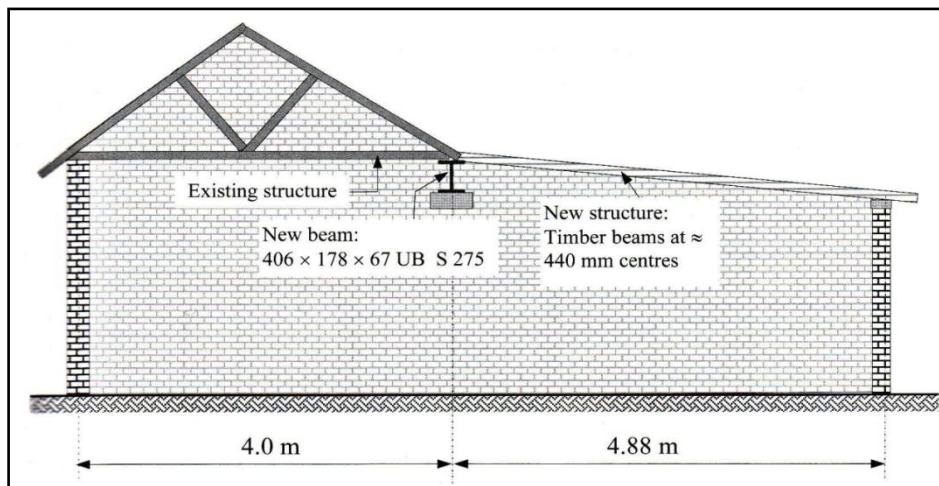 Existing structure
New beam:
406 × 178 × 67 UB S 275
New structure:
Timber beams at ≈
440 mm centres
4.0 m
4.88 m